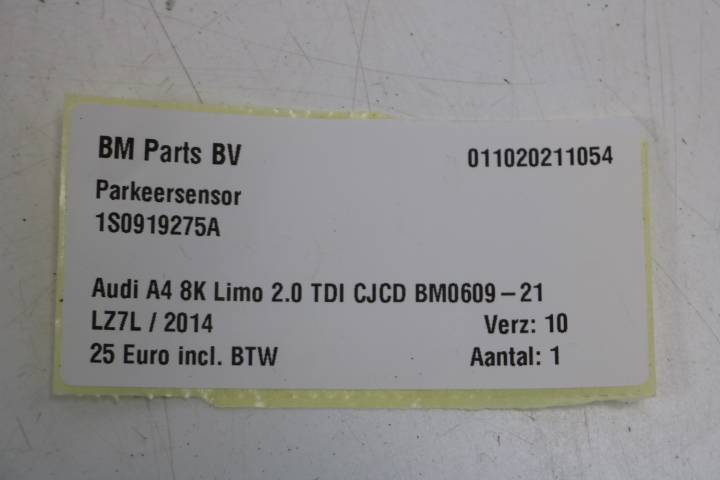 BM Parts BV 011020211054
Parkeersensor
1S0919275A
Audi A4 8K Limo 2.0 TDI CJCD BM0609-21
LZ7L / 2014 Verz: 10
25 Euro incl. BTW Aantal: 1